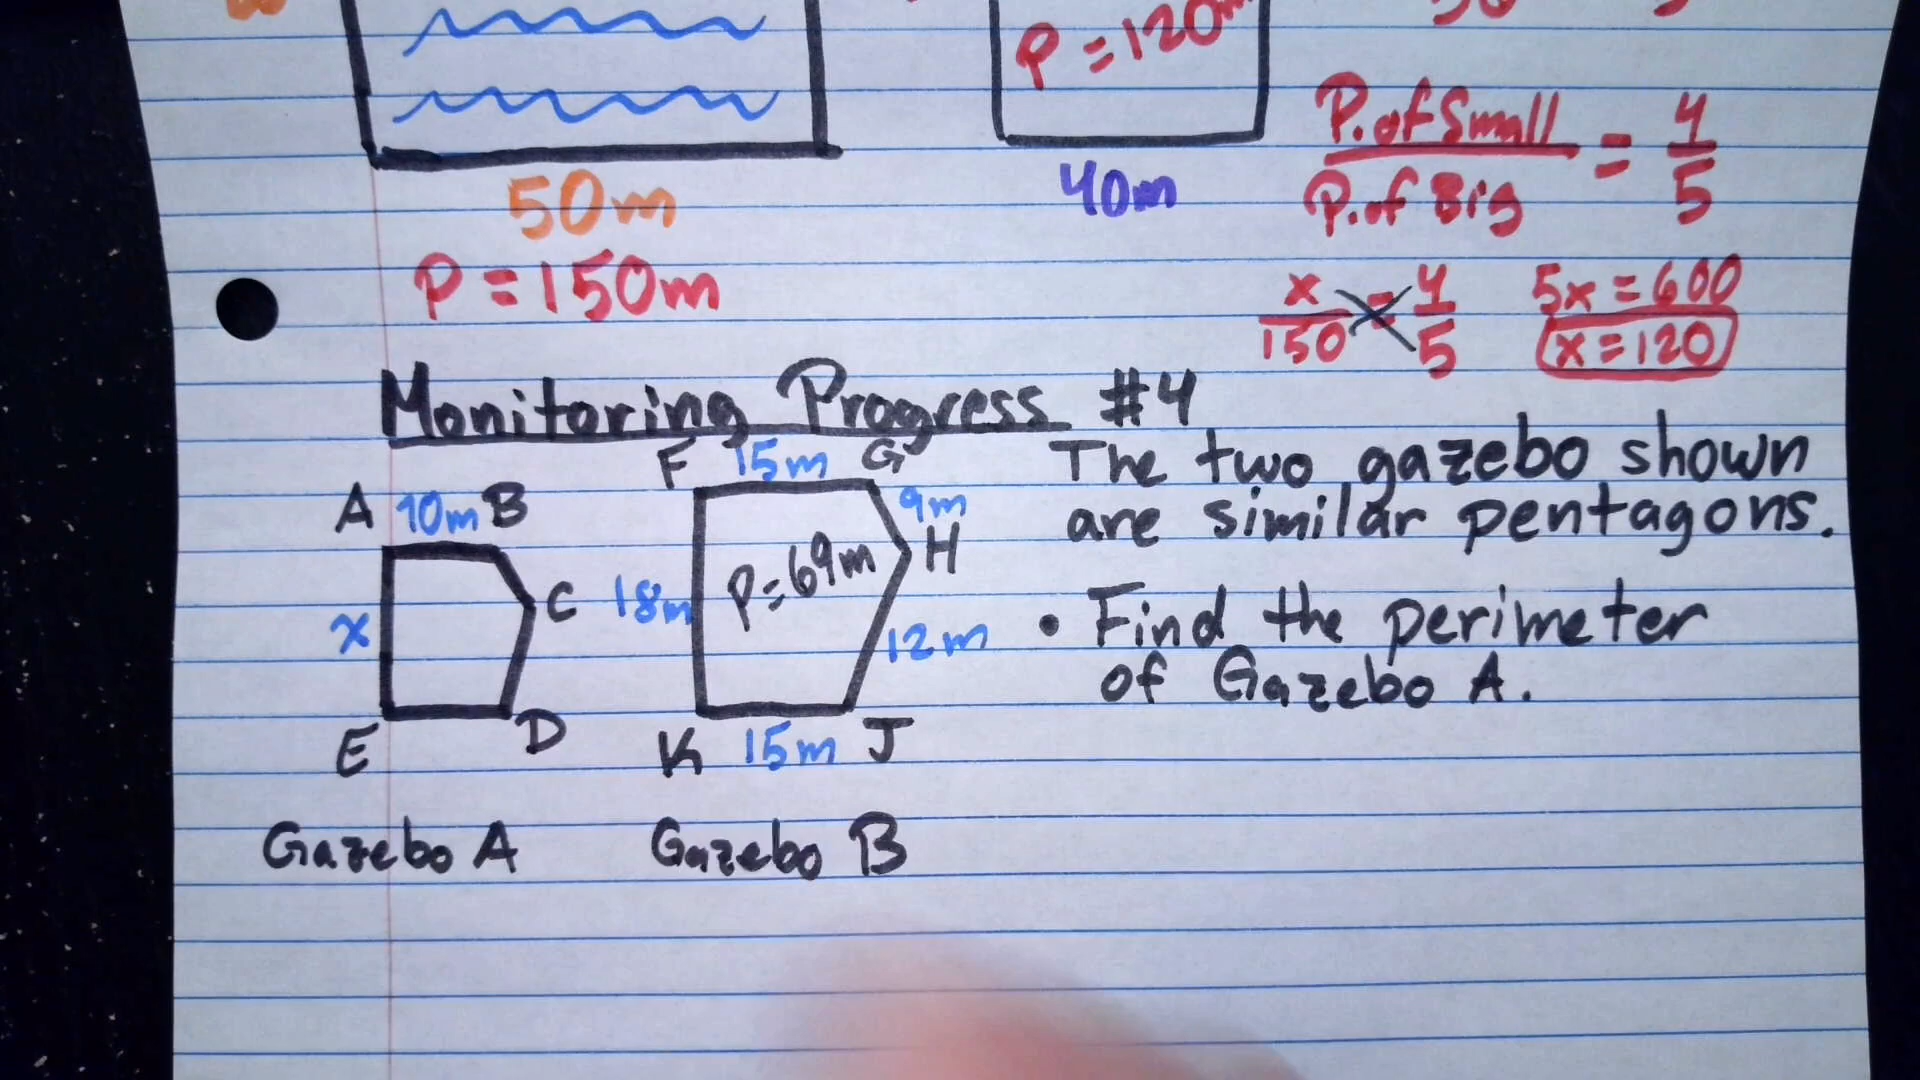 P = 120m
50m
40m
P = 150m
P. of Small
P. of Big
= 4
5
x
150
= 4
5
5x = 600
x = 120
Monitoring Progress #4
A 10m B
C
x
E D
Gazebo A
F 15m G
9m
H
18m
P = 69m
12m
K 15m J
Gazebo B
The two gazebo shown
are similar pentagons.
• Find the perimeter
of Gazebo A.